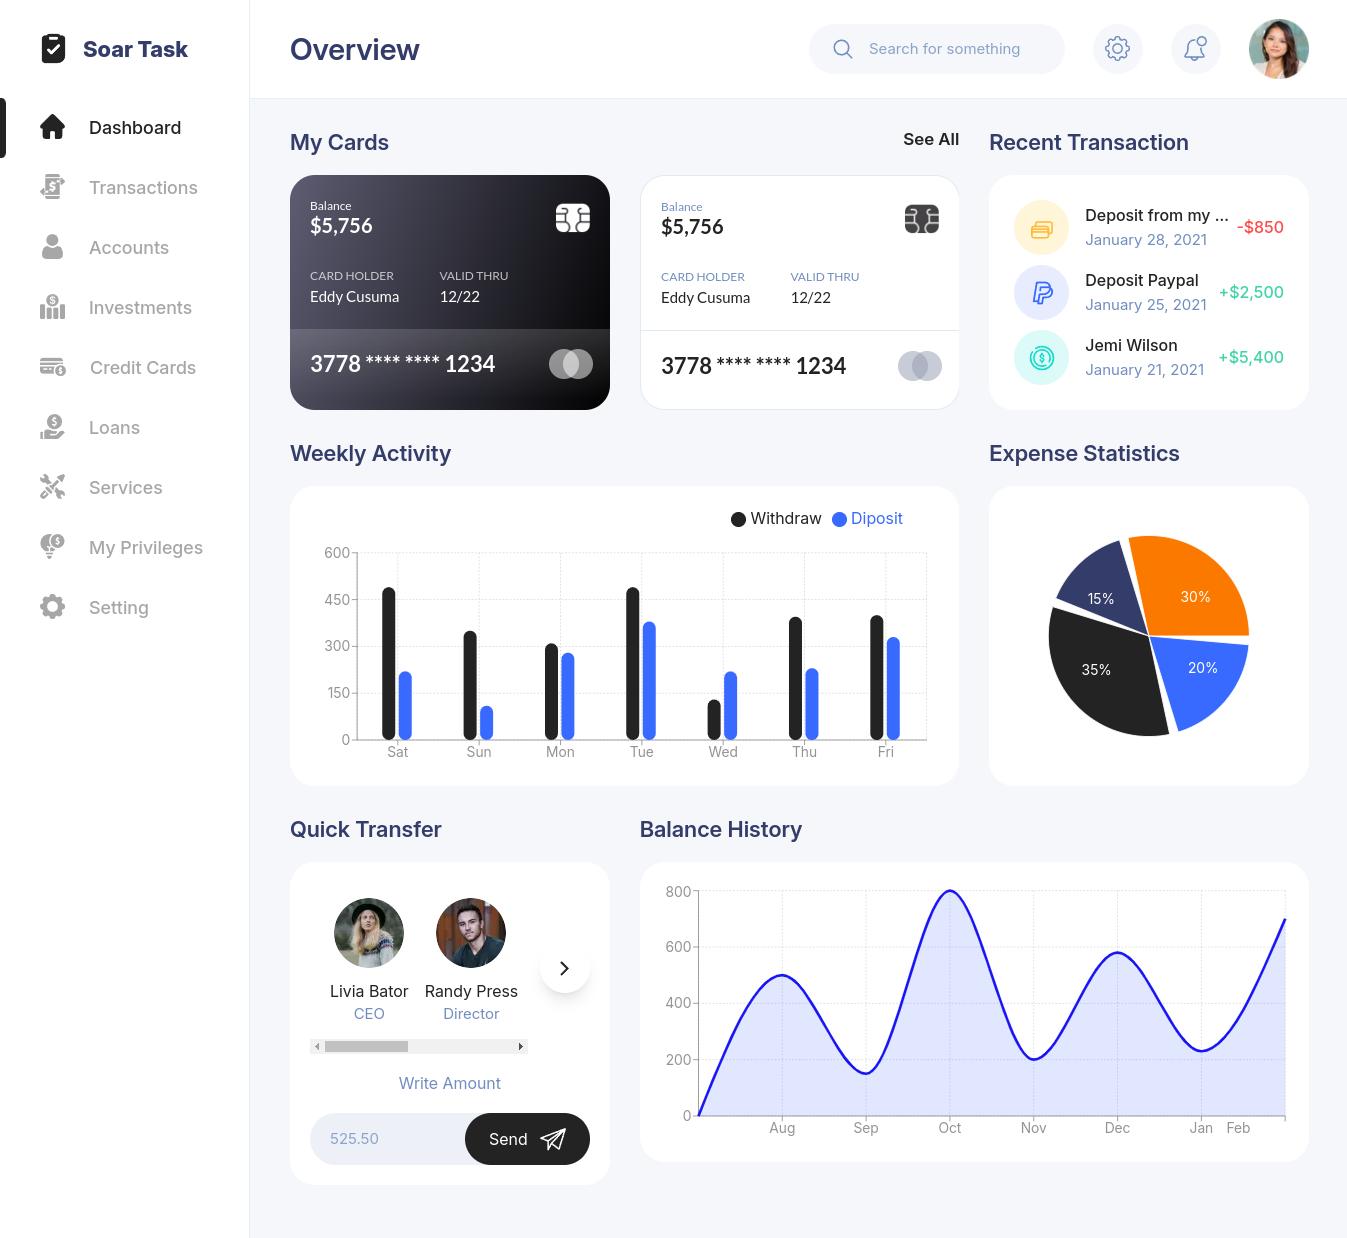 Soar Task
Dashboard
Transactions
Accounts
Investments
Credit Cards
Loans
Services
My Privileges
Setting
Overview
Search for something
My Cards
See All
Balance
$5,756
CARD HOLDER
VALID THRU
Eddy Cusuma
12/22
3778 **** **** 1234
Balance
$5,756
CARD HOLDER
VALID THRU
Eddy Cusuma
12/22
3778 **** **** 1234
Recent Transaction
Deposit from my ...
-$850
January 28, 2021
Deposit Paypal
+$2,500
January 25, 2021
Jemi Wilson
+$5,400
January 21, 2021
Weekly Activity
Withdraw
Diposit
600
450
300
150
0
Sat
Sun
Mon
Tue
Wed
Thu
Fri
Expense Statistics
15%
30%
35%
20%
Quick Transfer
Livia Bator
CEO
Randy Press
Director
Write Amount
525.50
Send
Balance History
800
600
400
200
0
Aug
Sep
Oct
Nov
Dec
Jan
Feb